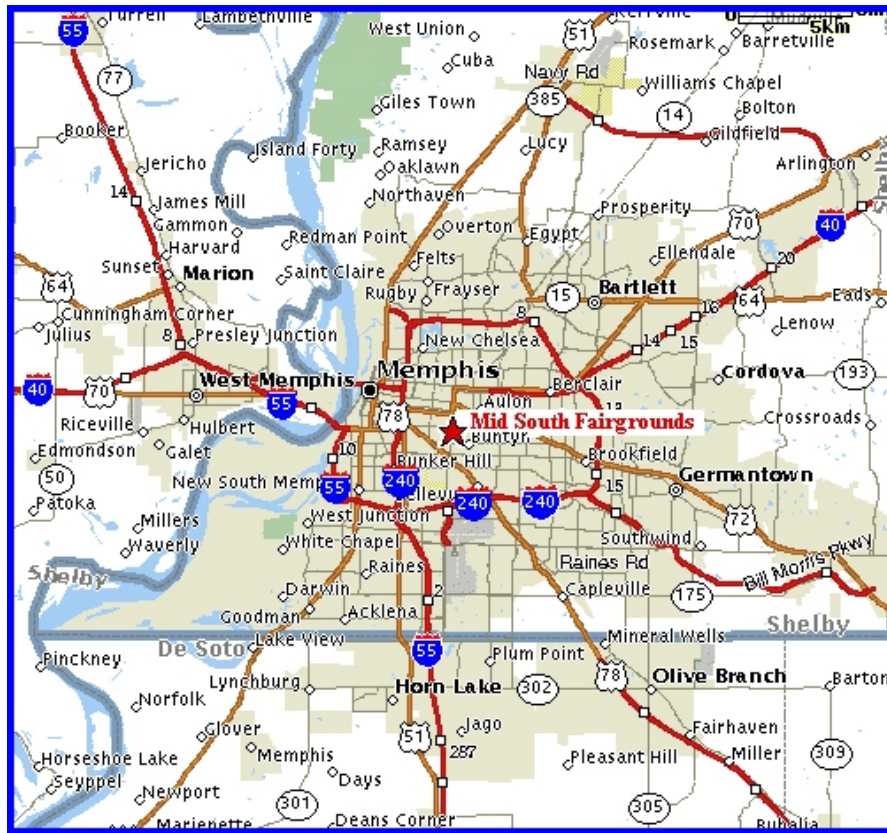 55
Turrell
Lambethville
West Union
51
Kerrville
5km
Rosemark
Barretville
Cuba
Navy Rd
77
Williams Chapel
385
Giles Town
14
Bolton
Booker
Gildfield
Island Forty
Ramsey
Lucy
Arlington
Jericho
Oaklawn
Shelby
14
James Mill
Northaven
Prosperity
Gammon
70
40
Redman Point
Overton
Egypt
Harvard
Ellendale
Sunset
Marion
Saint Claire
Felts
20
64
Rugby
Frayser
15
Bartlett
16
64
Eads
Cunningham Corner
8
Julius
8
Presley Junction
New Chelsea
14
15
Lenow
Memphis
193
40
70
West Memphis
Berclair
Cordova
55
Aulon
78
Mid South Fairgrounds
Crossroads
Riceville
Hulbert
Buntyn
Edmondson
Galet
10
Bunker Hill
Brookfield
50
New South Memp
55
240
15
Germantown
Patoka
240
240
West Junction
72
Millers
Waverly
White Chapel
Southwind
Shelby
Raines
Raines Rd
Bill Morris Pkwy
Darwin
2
Capleville
175
Goodman
Acklena
Shelby
De Soto
Lake View
55
Mineral Wells
Pinckney
Plum Point
78
Lynchburg
Horn Lake
302
Olive Branch
Barton
Norfolk
Glover
51
Jago
Fairhaven
Memphis
287
309
Horseshoe Lake
Pleasant Hill
Miller
Seyppel
Days
Newport
301
305
Marienette
Deans Corner